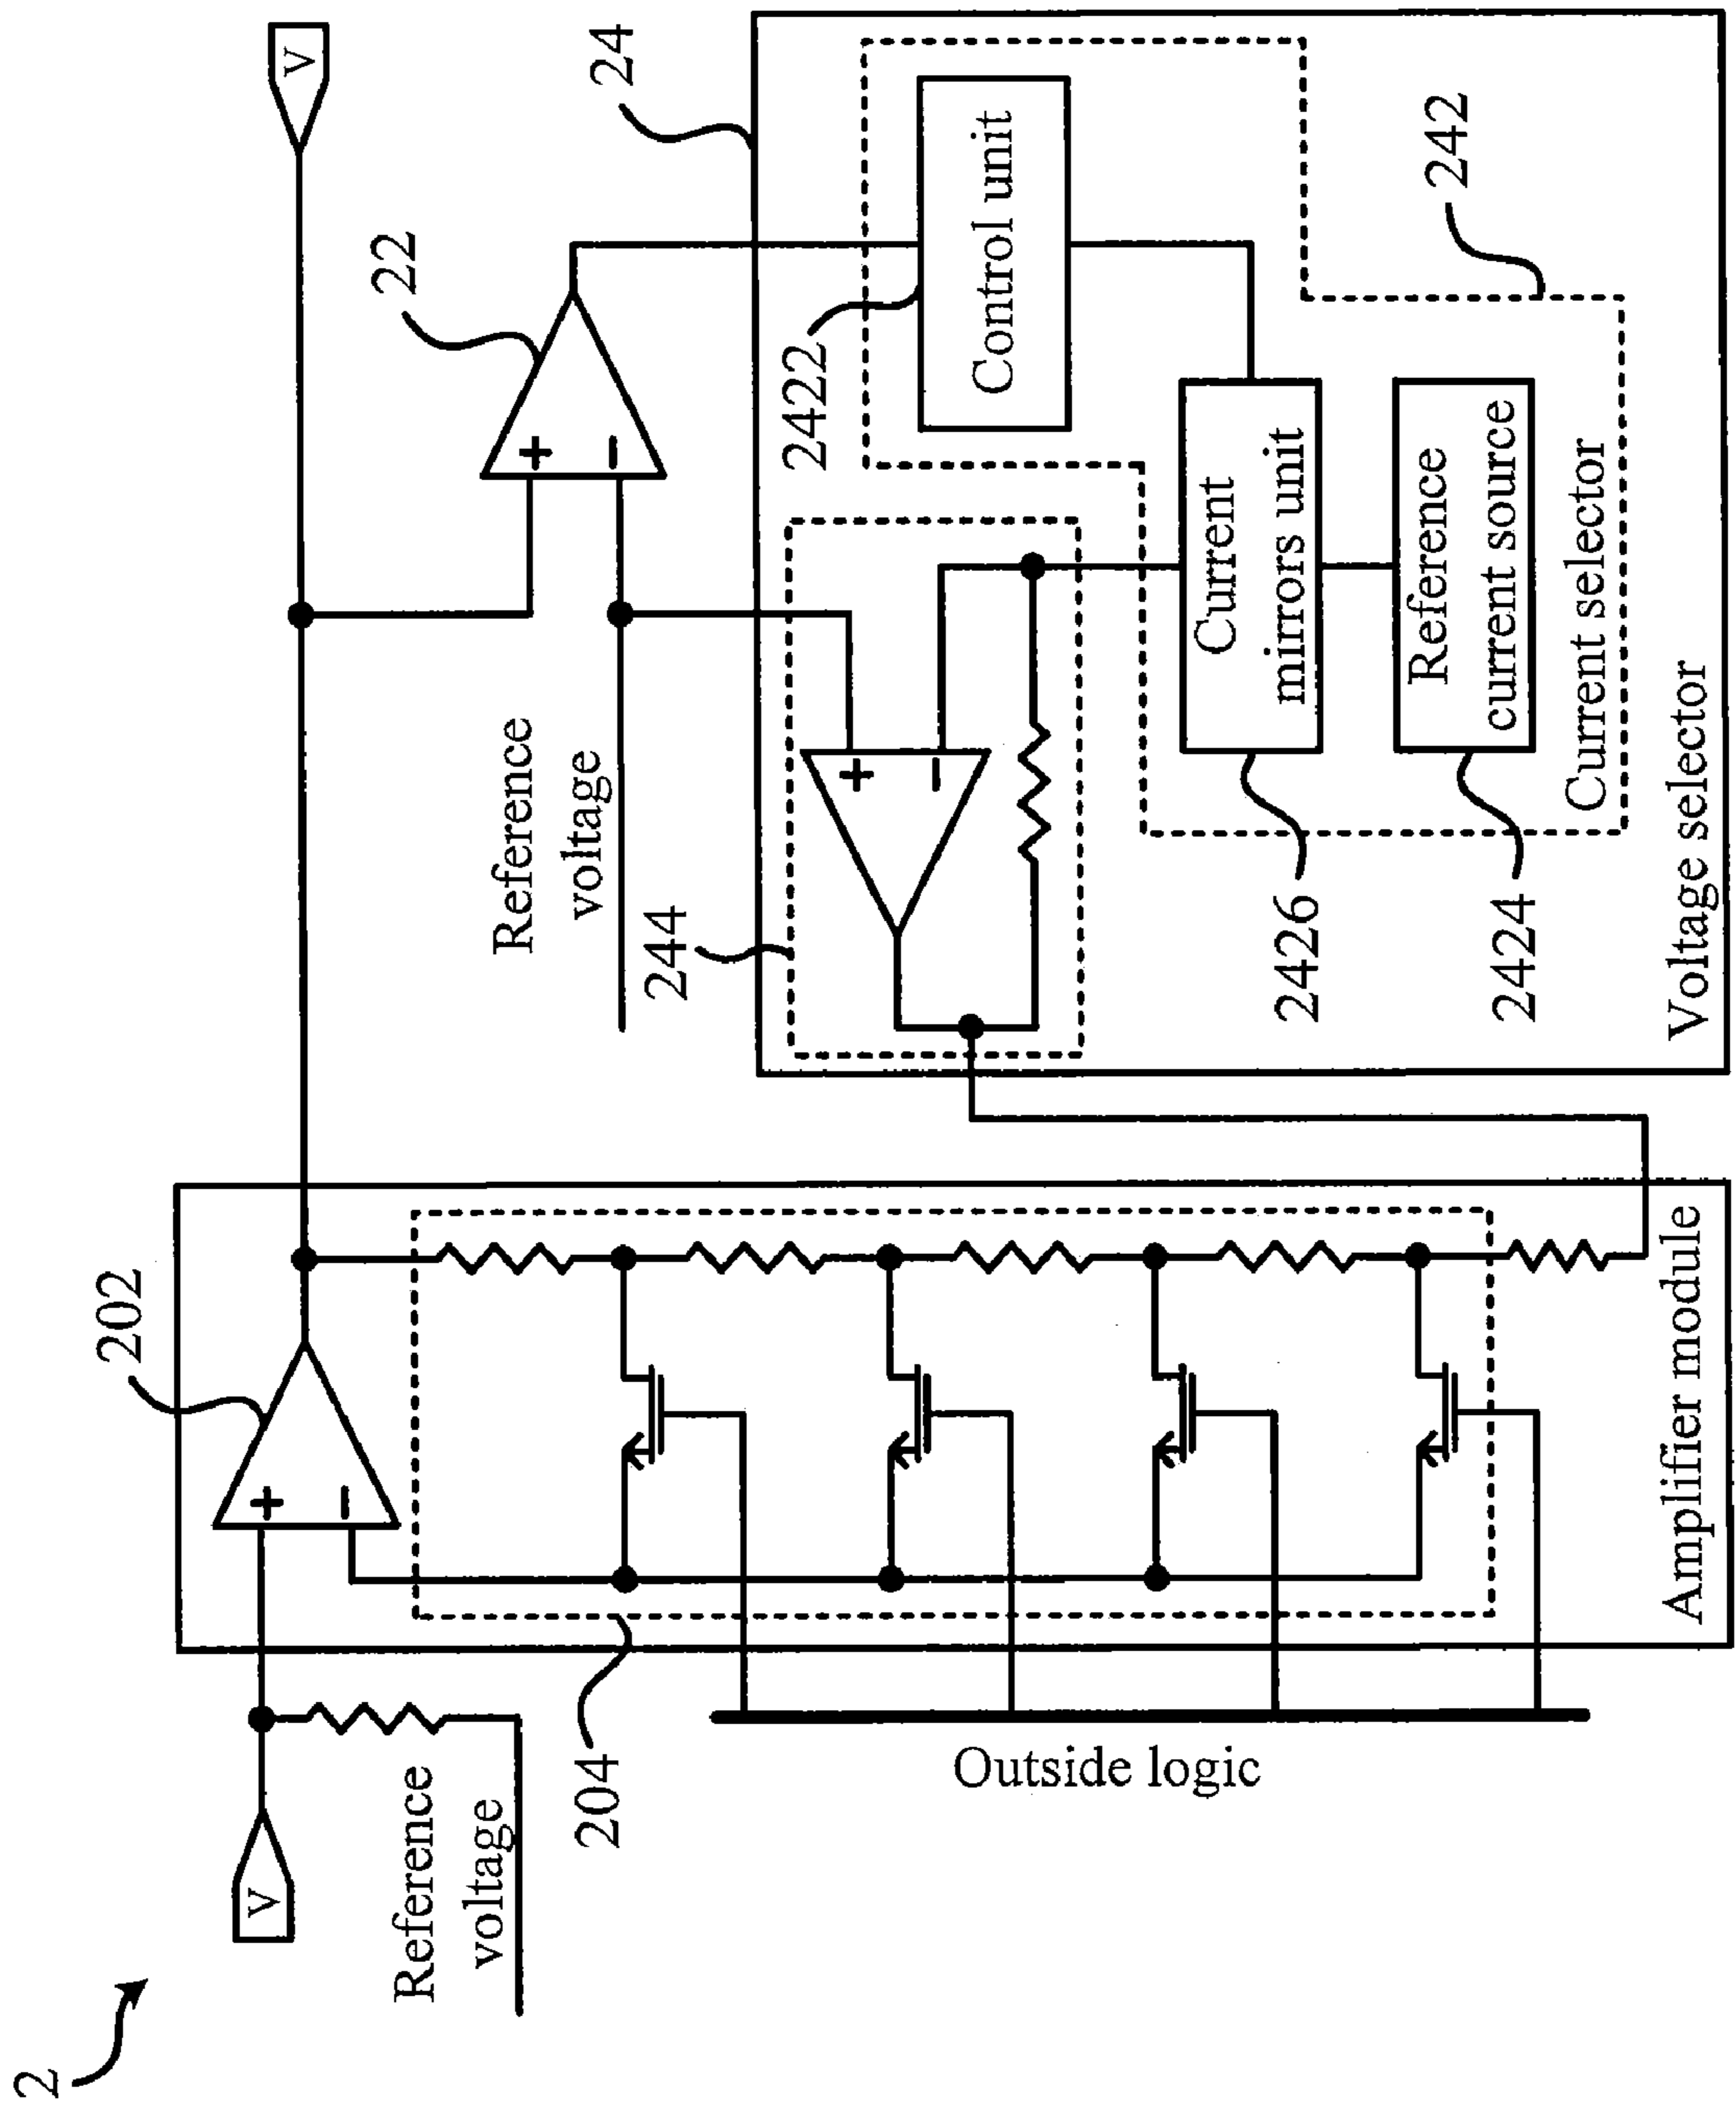 2
V
Reference
voltage
202
+
−
204
Outside logic
Amplifier module
V
22
+
−
Reference
voltage
24
244
+
−
2422
Control unit
242
Current
mirrors unit
2426
Reference
current source
2424
Current selector
Voltage selector